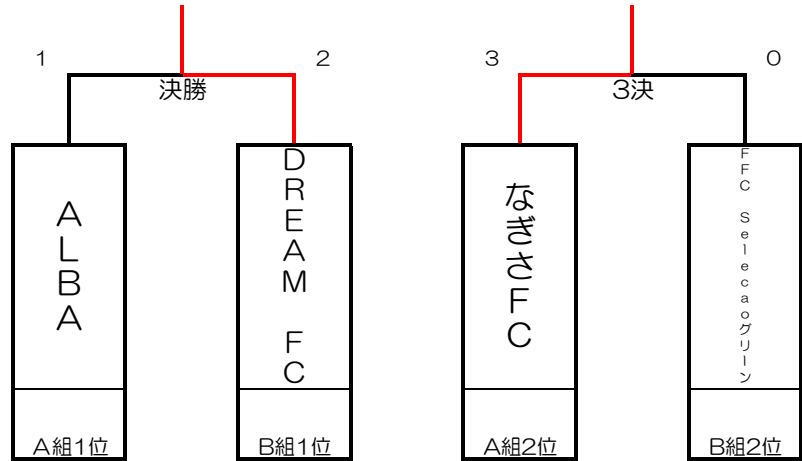 1
2
決勝
3
0
3決
ALBA
DREAM FC
なぎさFC
FFC Selecaoグリーン
A組1位
B組1位
A組2位
B組2位